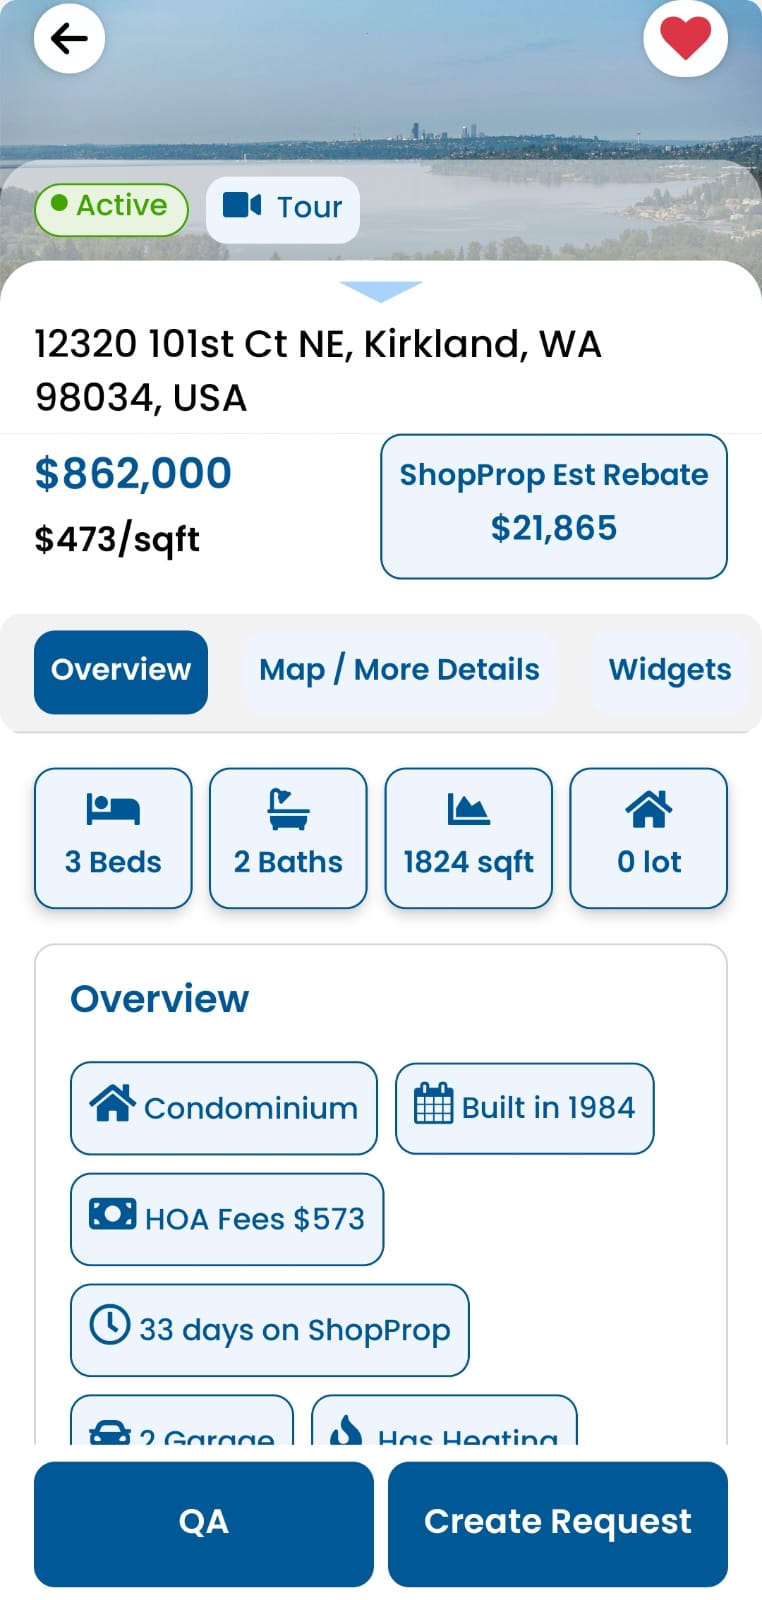 Active
Tour
12320 101st Ct NE, Kirkland, WA
98034, USA
$862,000
$473/sqft
ShopProp Est Rebate
$21,865
Overview
Map / More Details
Widgets
3 Beds
2 Baths
1824 sqft
0 lot
Overview
Condominium
Built in 1984
HOA Fees $573
33 days on ShopProp
2 Garage
Has Heating
QA
Create Request